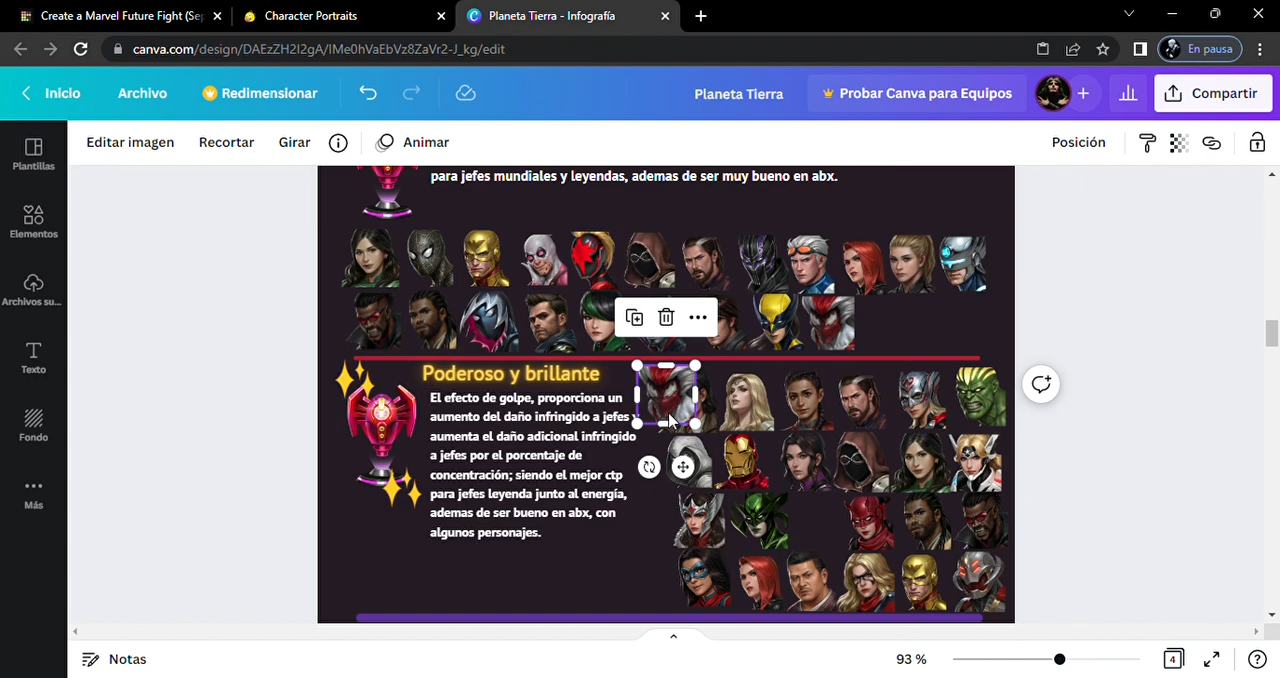 Create a Marvel Future Fight (Sep
Character Portraits
Planeta Tierra - Infografía
canva.com/design/DAEzZH2I2gA/IMe0hVaEbVz8ZaVr2-J_kg/edit
En pausa
Inicio
Archivo
Redimensionar
Planeta Tierra
Probar Canva para Equipos
Compartir
Editar imagen
Recortar
Girar
Animar
Posición
Plantillas
Elementos
Archivos su...
Texto
Fondo
Más
para jefes mundiales y leyendas, ademas de ser muy bueno en abx.
Poderoso y brillante
El efecto de golpe, proporciona un
aumento del daño infringido a jefes y
aumenta el daño adicional infringido
a jefes por el porcentaje de
concentración; siendo el mejor ctp
para jefes leyenda junto al energía,
ademas de ser bueno en abx, con
algunos personajes.
Notas
93 %
4